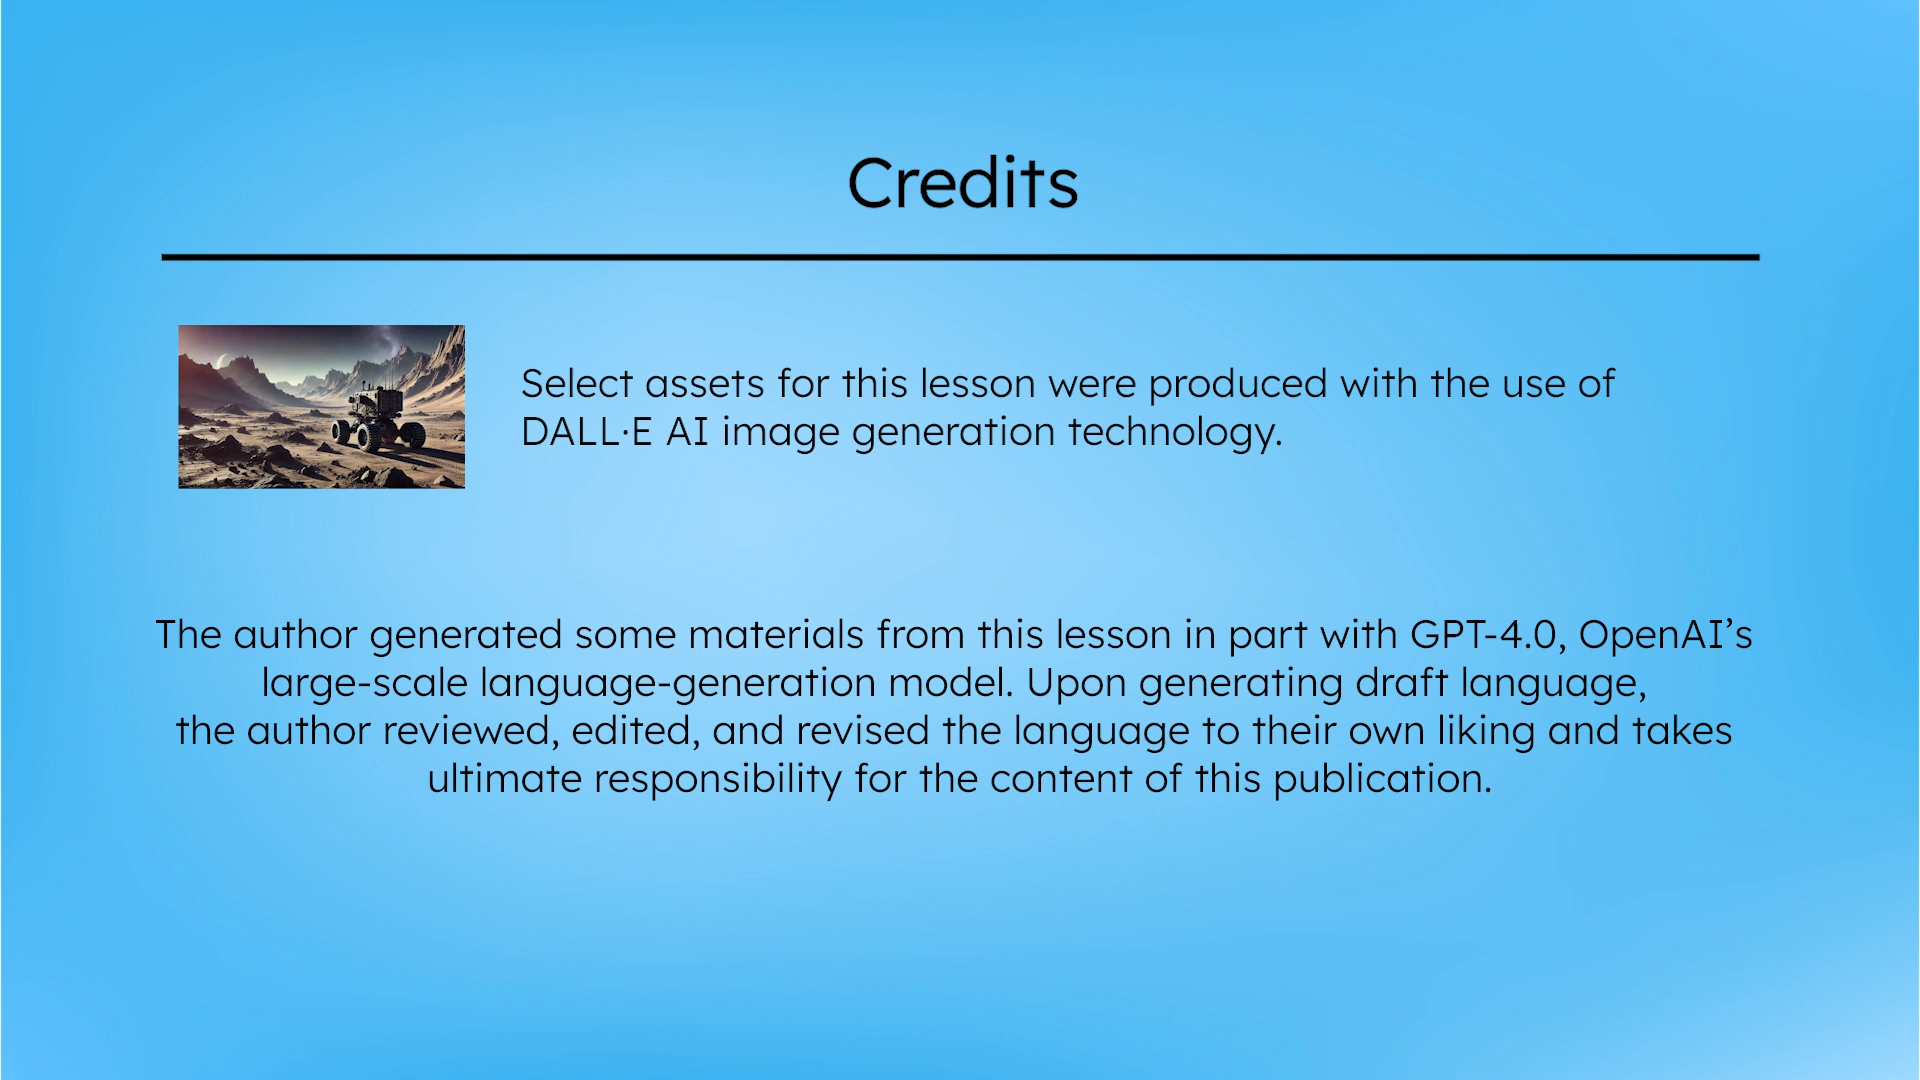 Credits
Select assets for this lesson were produced with the use of
DALL·E AI image generation technology.
The author generated some materials from this lesson in part with GPT-4.0, OpenAI’s
large-scale language-generation model. Upon generating draft language,
the author reviewed, edited, and revised the language to their own liking and takes
ultimate responsibility for the content of this publication.